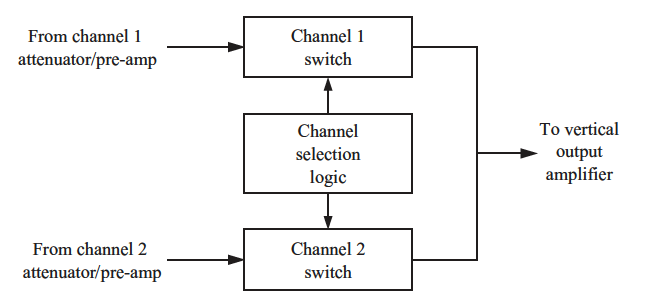 From channel 1
attenuator/pre-amp
Channel 1
switch
Channel
selection
logic
To vertical
output
amplifier
From channel 2
attenuator/pre-amp
Channel 2
switch